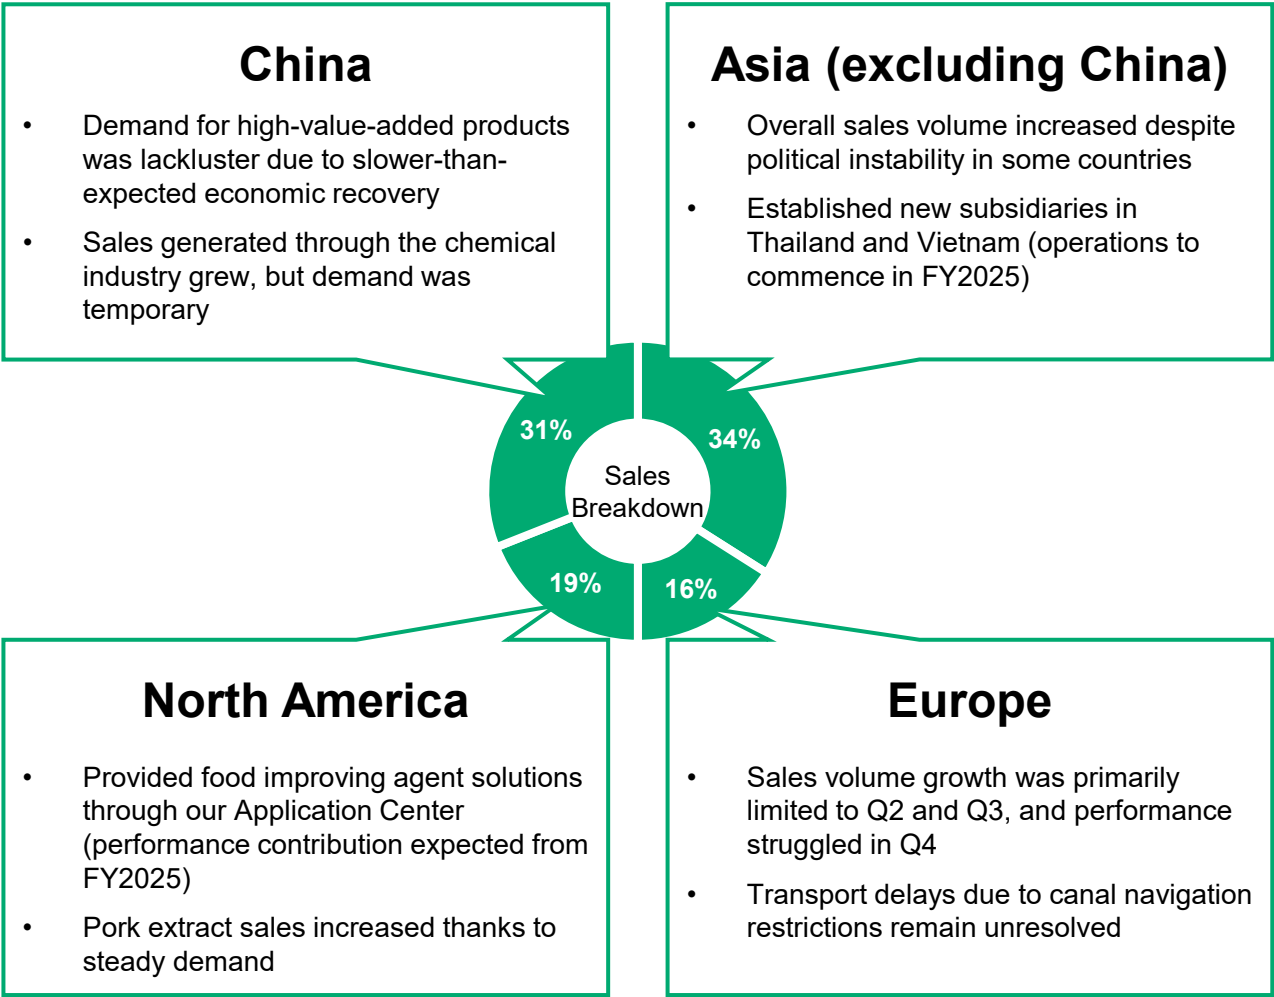 China
• Demand for high-value-added products
was lackluster due to slower-than-
expected economic recovery
• Sales generated through the chemical
industry grew, but demand was
temporary
Asia (excluding China)
• Overall sales volume increased despite
political instability in some countries
• Established new subsidiaries in
Thailand and Vietnam (operations to
commence in FY2025)
31%
34%
Sales
Breakdown
19%
16%
North America
• Provided food improving agent solutions
through our Application Center
(performance contribution expected from
FY2025)
• Pork extract sales increased thanks to
steady demand
Europe
• Sales volume growth was primarily
limited to Q2 and Q3, and performance
struggled in Q4
• Transport delays due to canal navigation
restrictions remain unresolved